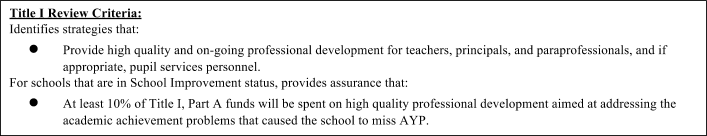 Title I Review Criteria:
Identifies strategies that:
● Provide high quality and on-going professional development for teachers, principals, and paraprofessionals, and if
appropriate, pupil services personnel.
For schools that are in School Improvement status, provides assurance that:
● At least 10% of Title I, Part A funds will be spent on high quality professional development aimed at addressing the
academic achievement problems that caused the school to miss AYP.